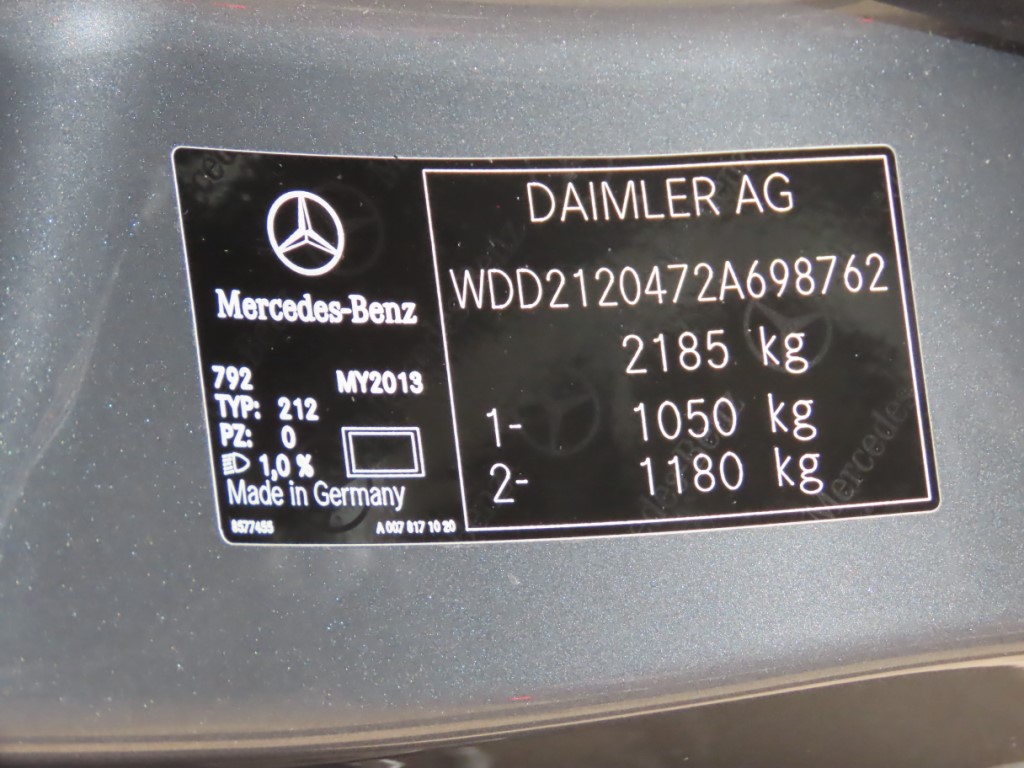 Mercedes-Benz
792 MY2013
TYP: 212
PZ: 0
1,0 %
Made in Germany
8577455 A 007 817 10 20
DAIMLER AG
WDD2120472A698762
2185 kg
1- 1050 kg
2- 1180 kg